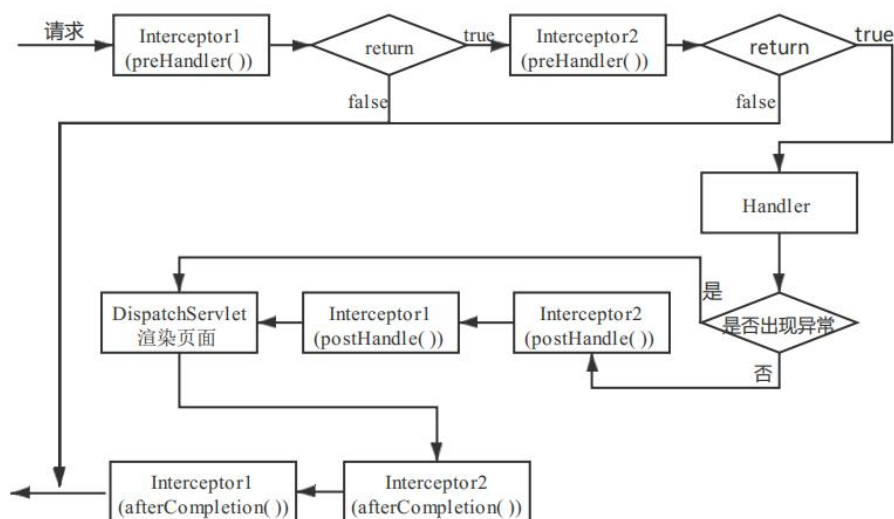 请求
Interceptor1
(preHandler( ))
return
true
Interceptor2
(preHandler( ))
return
true
false
false
Handler
是
DispatchServlet
渲染页面
Interceptor1
(postHandle( ))
Interceptor2
(postHandle( ))
是否出现异常
否
Interceptor1
(afterCompletion( ))
Interceptor2
(afterCompletion( ))